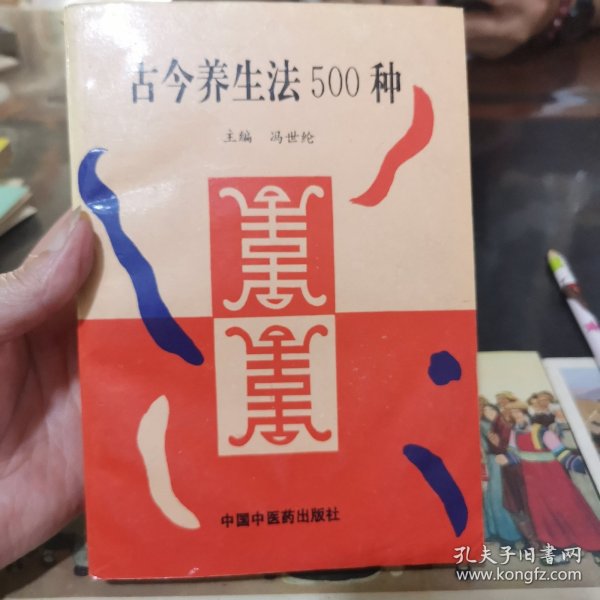 古今养生法500种
主编 冯世纶
中国中医药出版社
孔夫子旧书网
www.kongfz.com